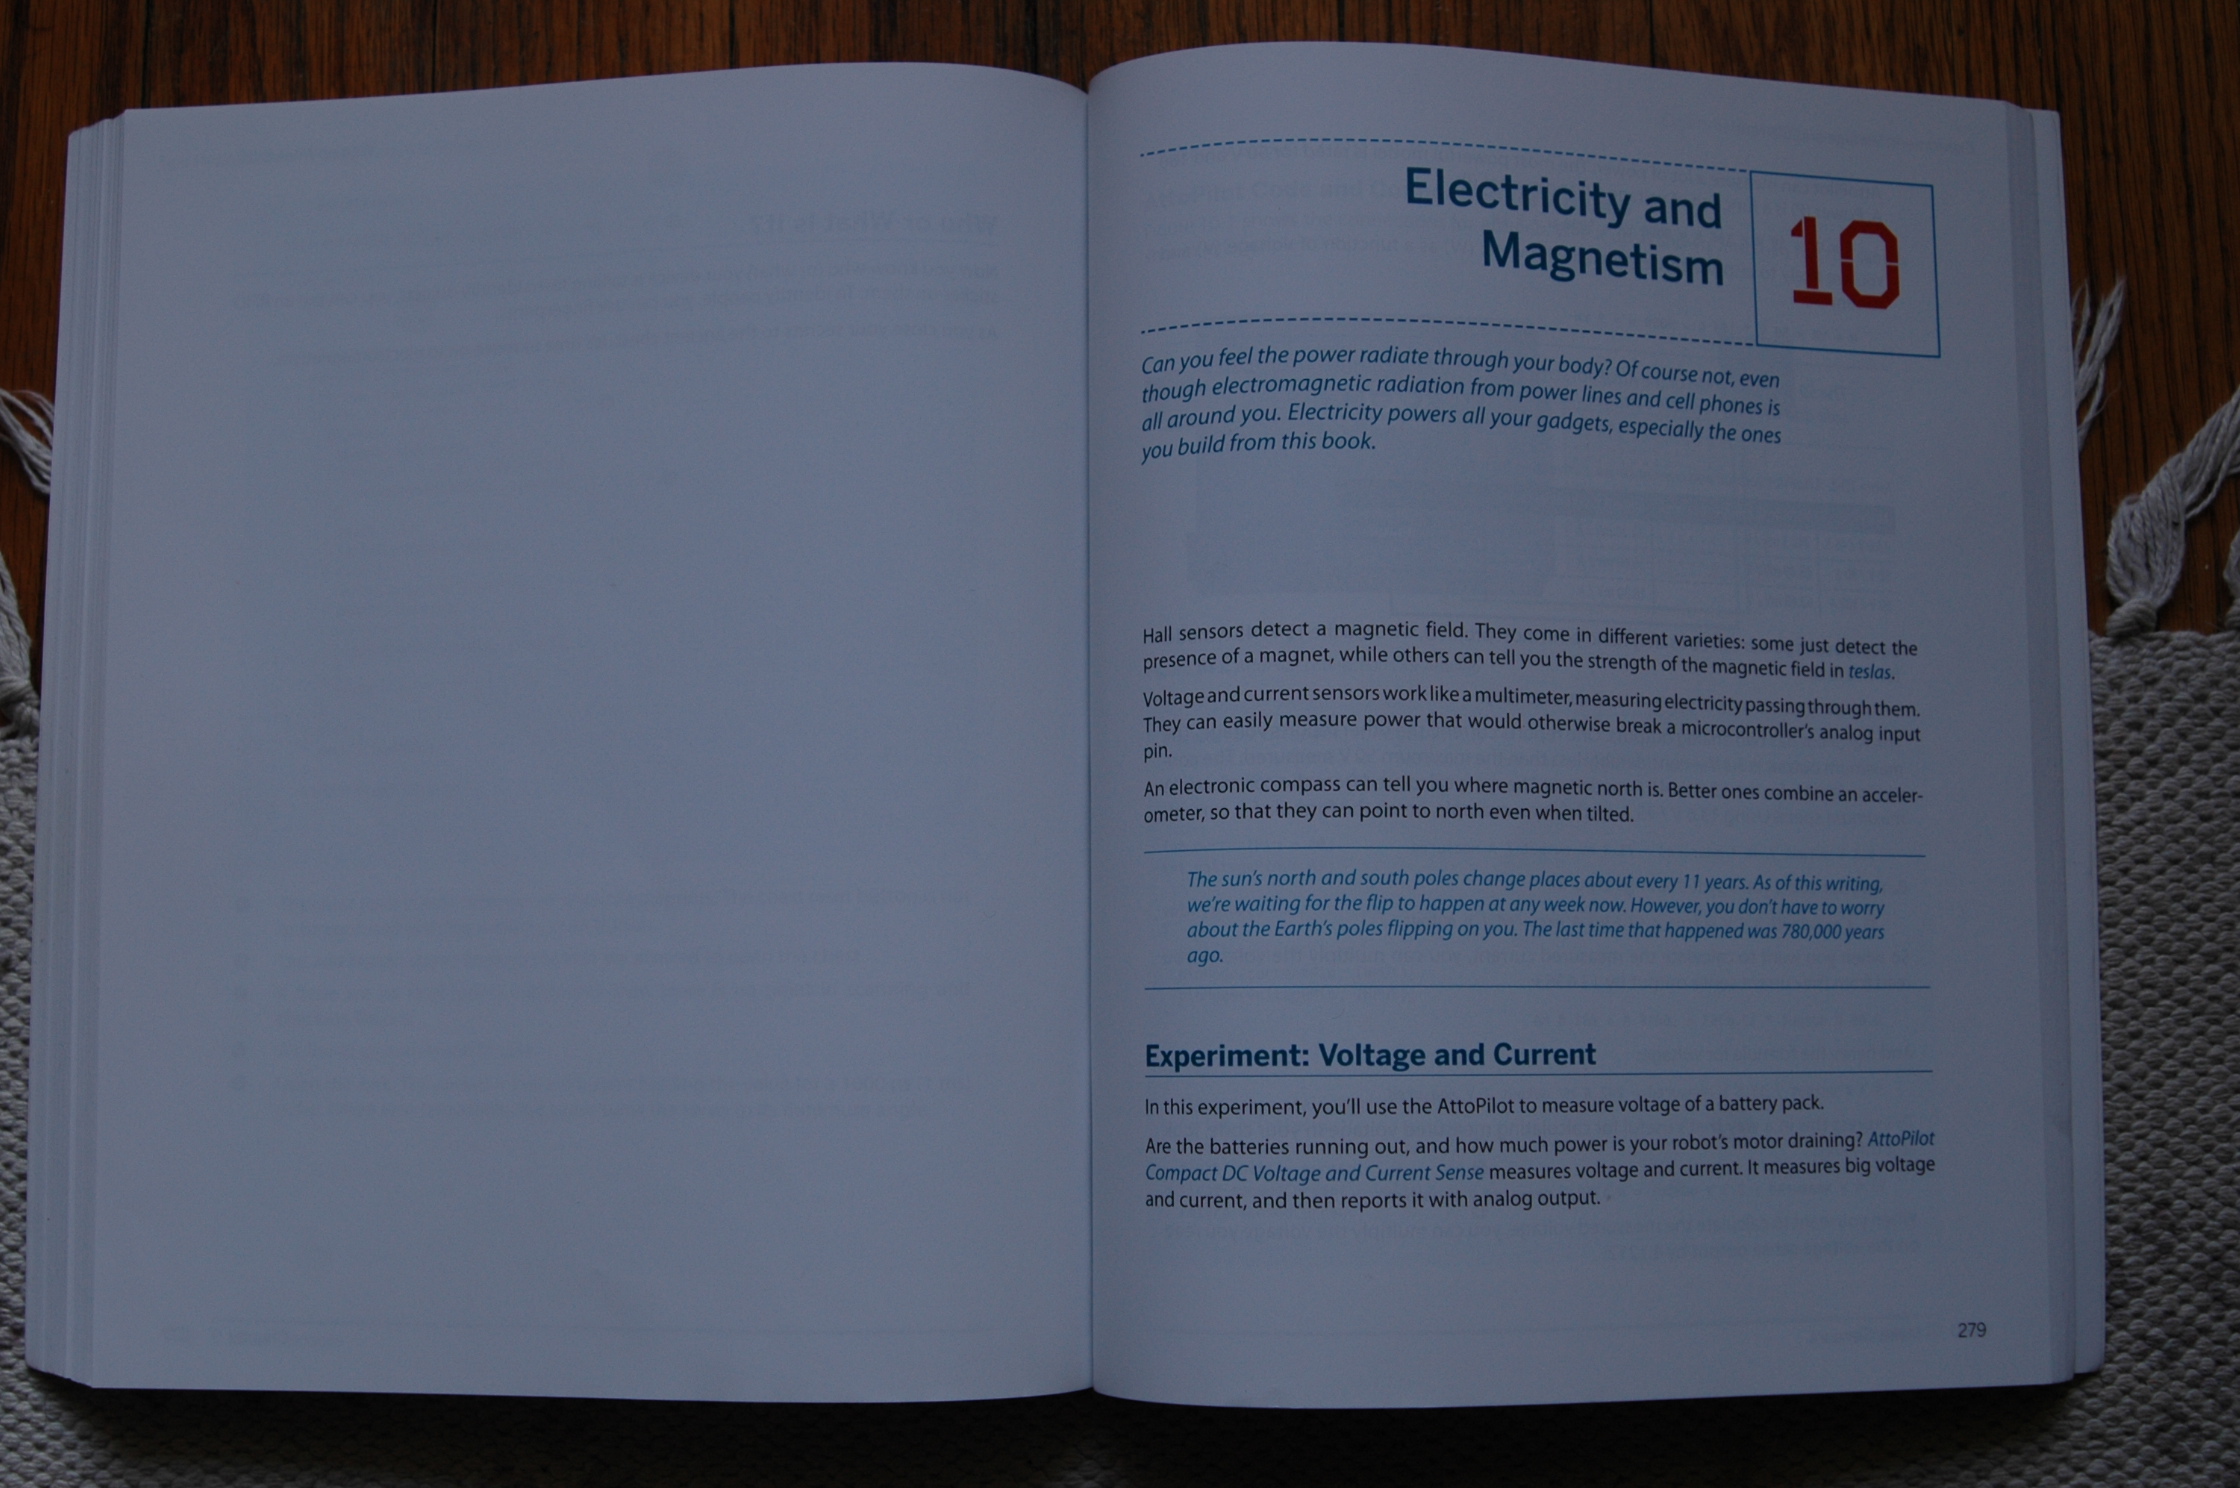 Electricity and
Magnetism
10
Can you feel the power radiate through your body? Of course not, even
though electromagnetic radiation from power lines and cell phones is
all around you. Electricity powers all your gadgets, especially the ones
you build from this book.
Hall sensors detect a magnetic field. They come in different varieties: some just detect the
presence of a magnet, while others can tell you the strength of the magnetic field in teslas.
Voltage and current sensors work like a multimeter, measuring electricity passing through them.
They can easily measure power that would otherwise break a microcontroller's analog input
pin.
An electronic compass can tell you where magnetic north is. Better ones combine an acceler-
ometer, so that they can point to north even when tilted.
The sun's north and south poles change places about every 11 years. As of this writing,
we're waiting for the flip to happen at any week now. However, you don't have to worry
about the Earth's poles flipping on you. The last time that happened was 780,000 years
ago.
Experiment: Voltage and Current
In this experiment, you'll use the AttoPilot to measure voltage of a battery pack.
Are the batteries running out, and how much power is your robot's motor draining? AttoPilot
Compact DC Voltage and Current Sense measures voltage and current. It measures big voltage
and current, and then reports it with analog output.
279